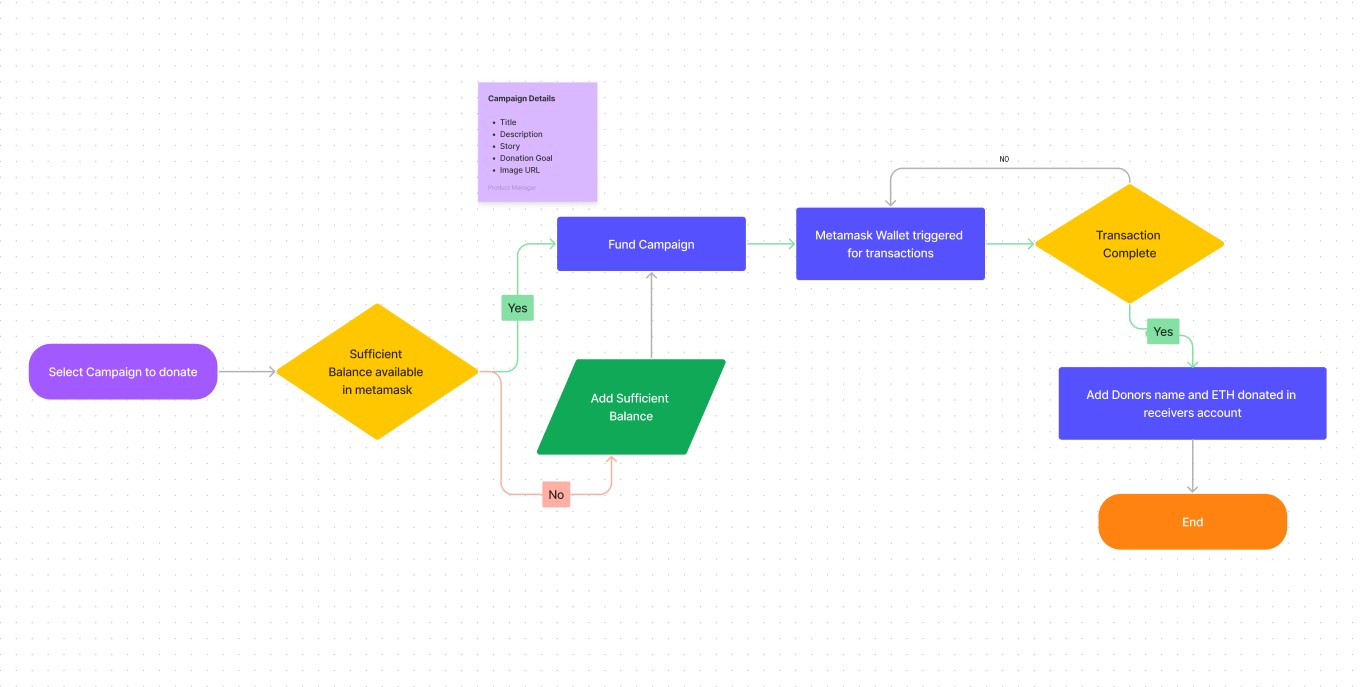 Campaign Details
• Title
• Description
• Story
• Donation Goal
• Image URL
Product Manager
NO
Fund Campaign
Metamask Wallet triggered
for transactions
Transaction
Complete
Yes
Yes
Select Campaign to donate
Sufficient
Balance available
in metamask
Add Sufficient
Balance
No
Add Donors name and ETH donated in
receivers account
End